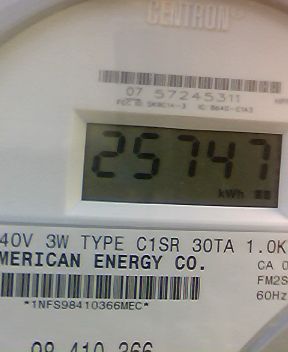 CENTRON
07 57245311
25747
kWh
40V 3W TYPE C1SR 30TA 1.0K
MERICAN ENERGY CO.
CA 0
FM2S
*1NFS98410366MEC*
60Hz
98 410 366